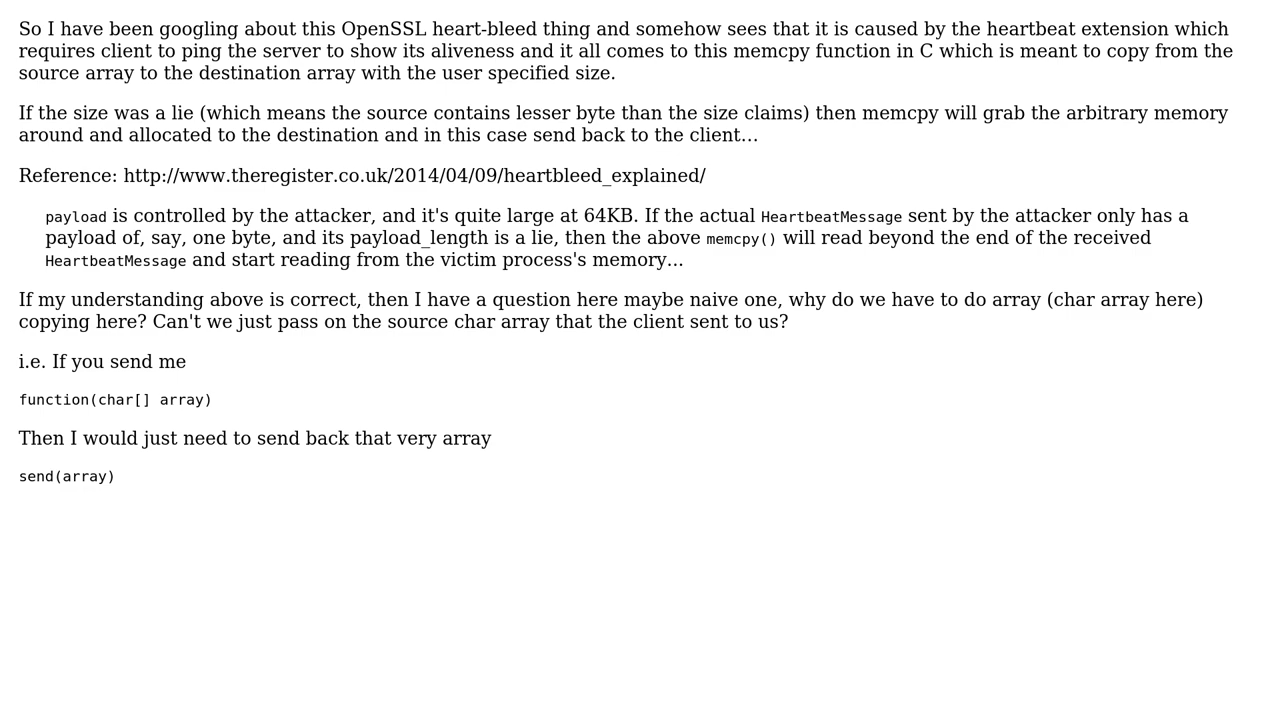 So I have been googling about this OpenSSL heart-bleed thing and somehow sees that it is caused by the heartbeat extension which
requires client to ping the server to show its aliveness and it all comes to this memcpy function in C which is meant to copy from the
source array to the destination array with the user specified size.
If the size was a lie (which means the source contains lesser byte than the size claims) then memcpy will grab the arbitrary memory
around and allocated to the destination and in this case send back to the client...
Reference: http://www.theregister.co.uk/2014/04/09/heartbleed_explained/
payload is controlled by the attacker, and it's quite large at 64KB. If the actual HeartbeatMessage sent by the attacker only has a
payload of, say, one byte, and its payload_length is a lie, then the above memcpy() will read beyond the end of the received
HeartbeatMessage and start reading from the victim process's memory...
If my understanding above is correct, then I have a question here maybe naive one, why do we have to do array (char array here)
copying here? Can't we just pass on the source char array that the client sent to us?
i.e. If you send me
function(char[] array)
Then I would just need to send back that very array
send(array)